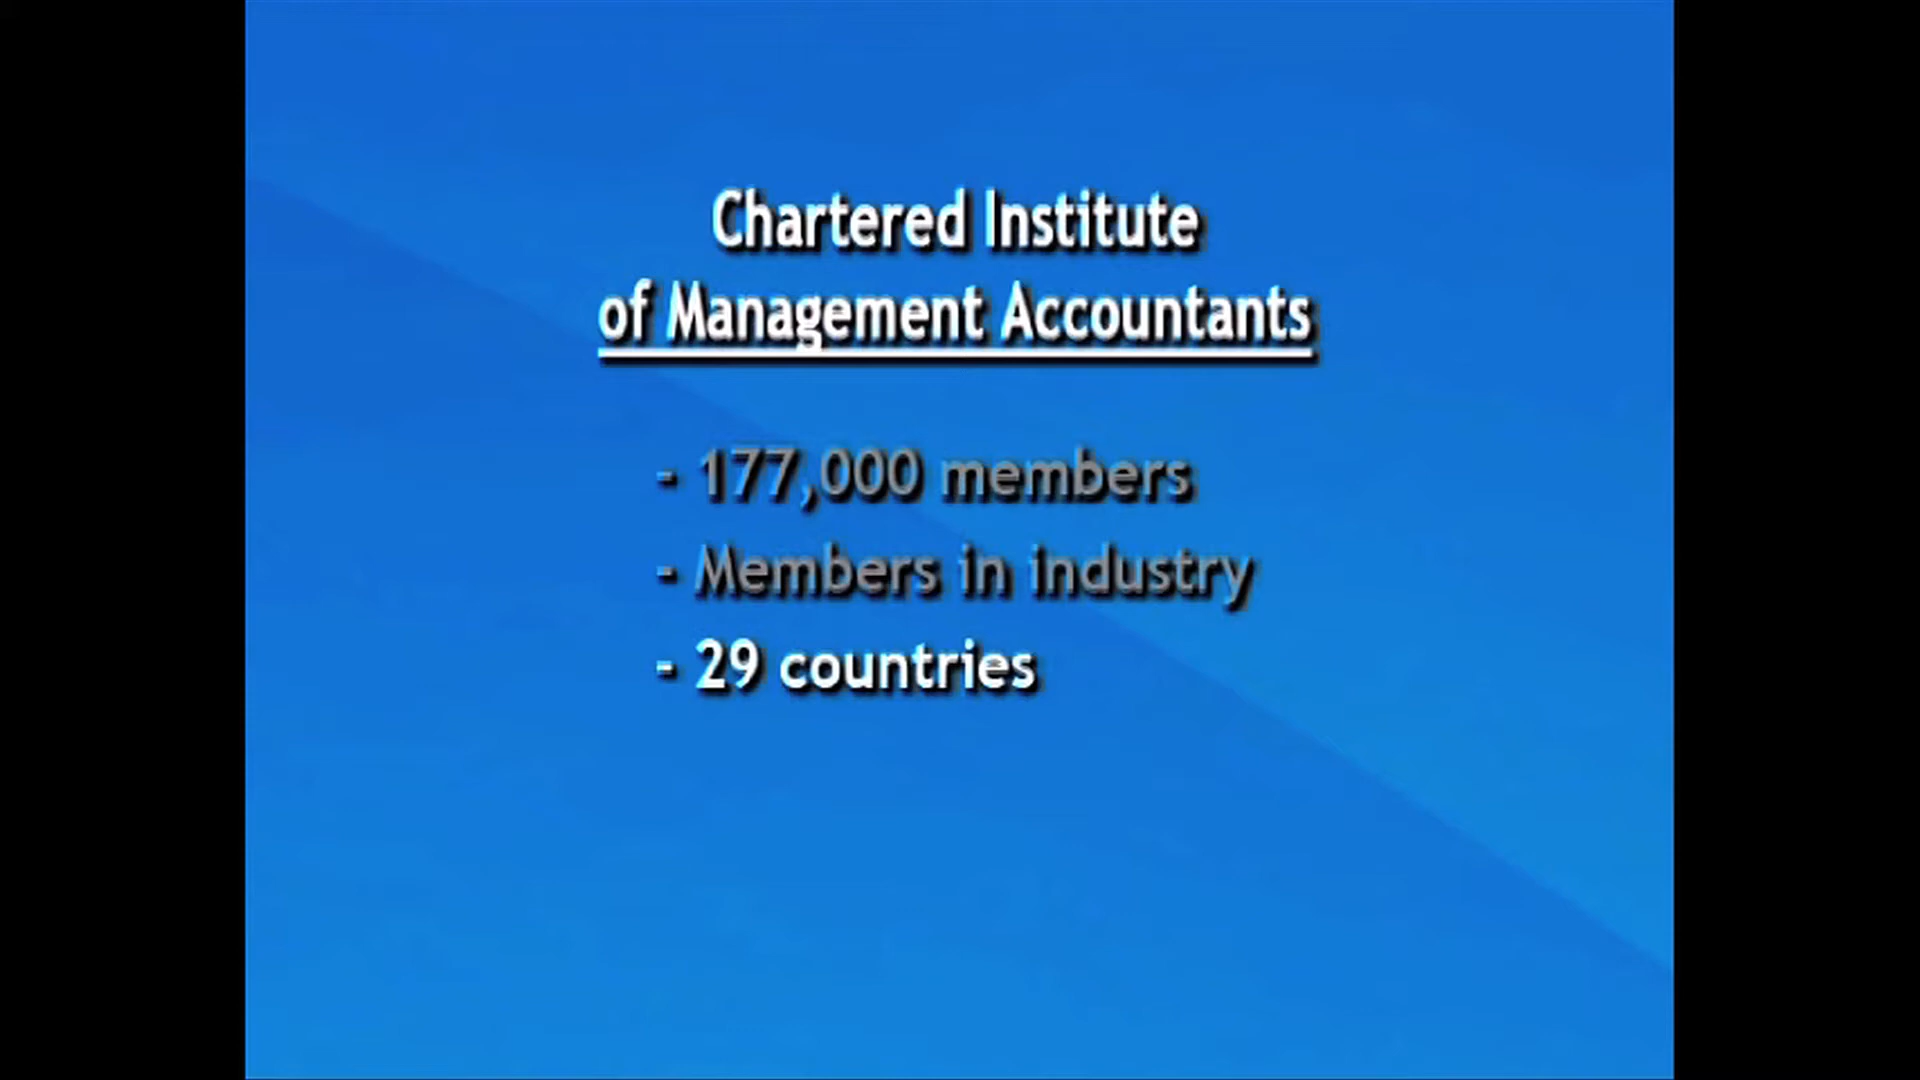 Chartered Institute
of Management Accountants
- 177,000 members
- Members in industry
- 29 countries